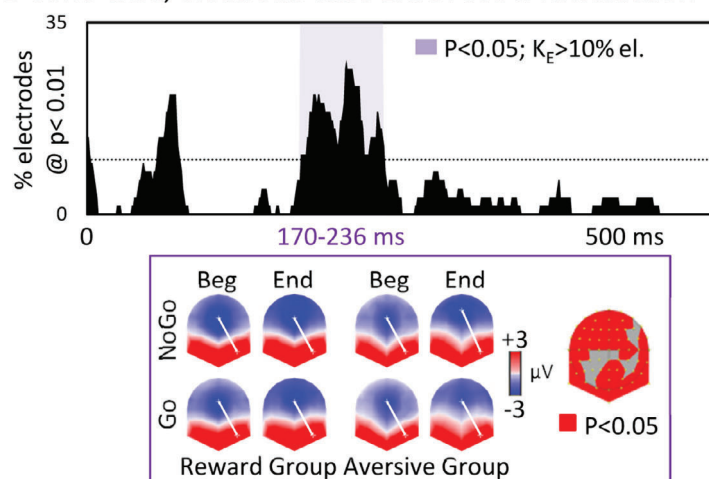 35
P<0.05; KE>10% el.
% electrodes
@ p< 0.01
0
0
170-236 ms
500 ms
Beg End Beg End
NoGo
+3
µV
-3
Go
P<0.05
Reward Group Aversive Group